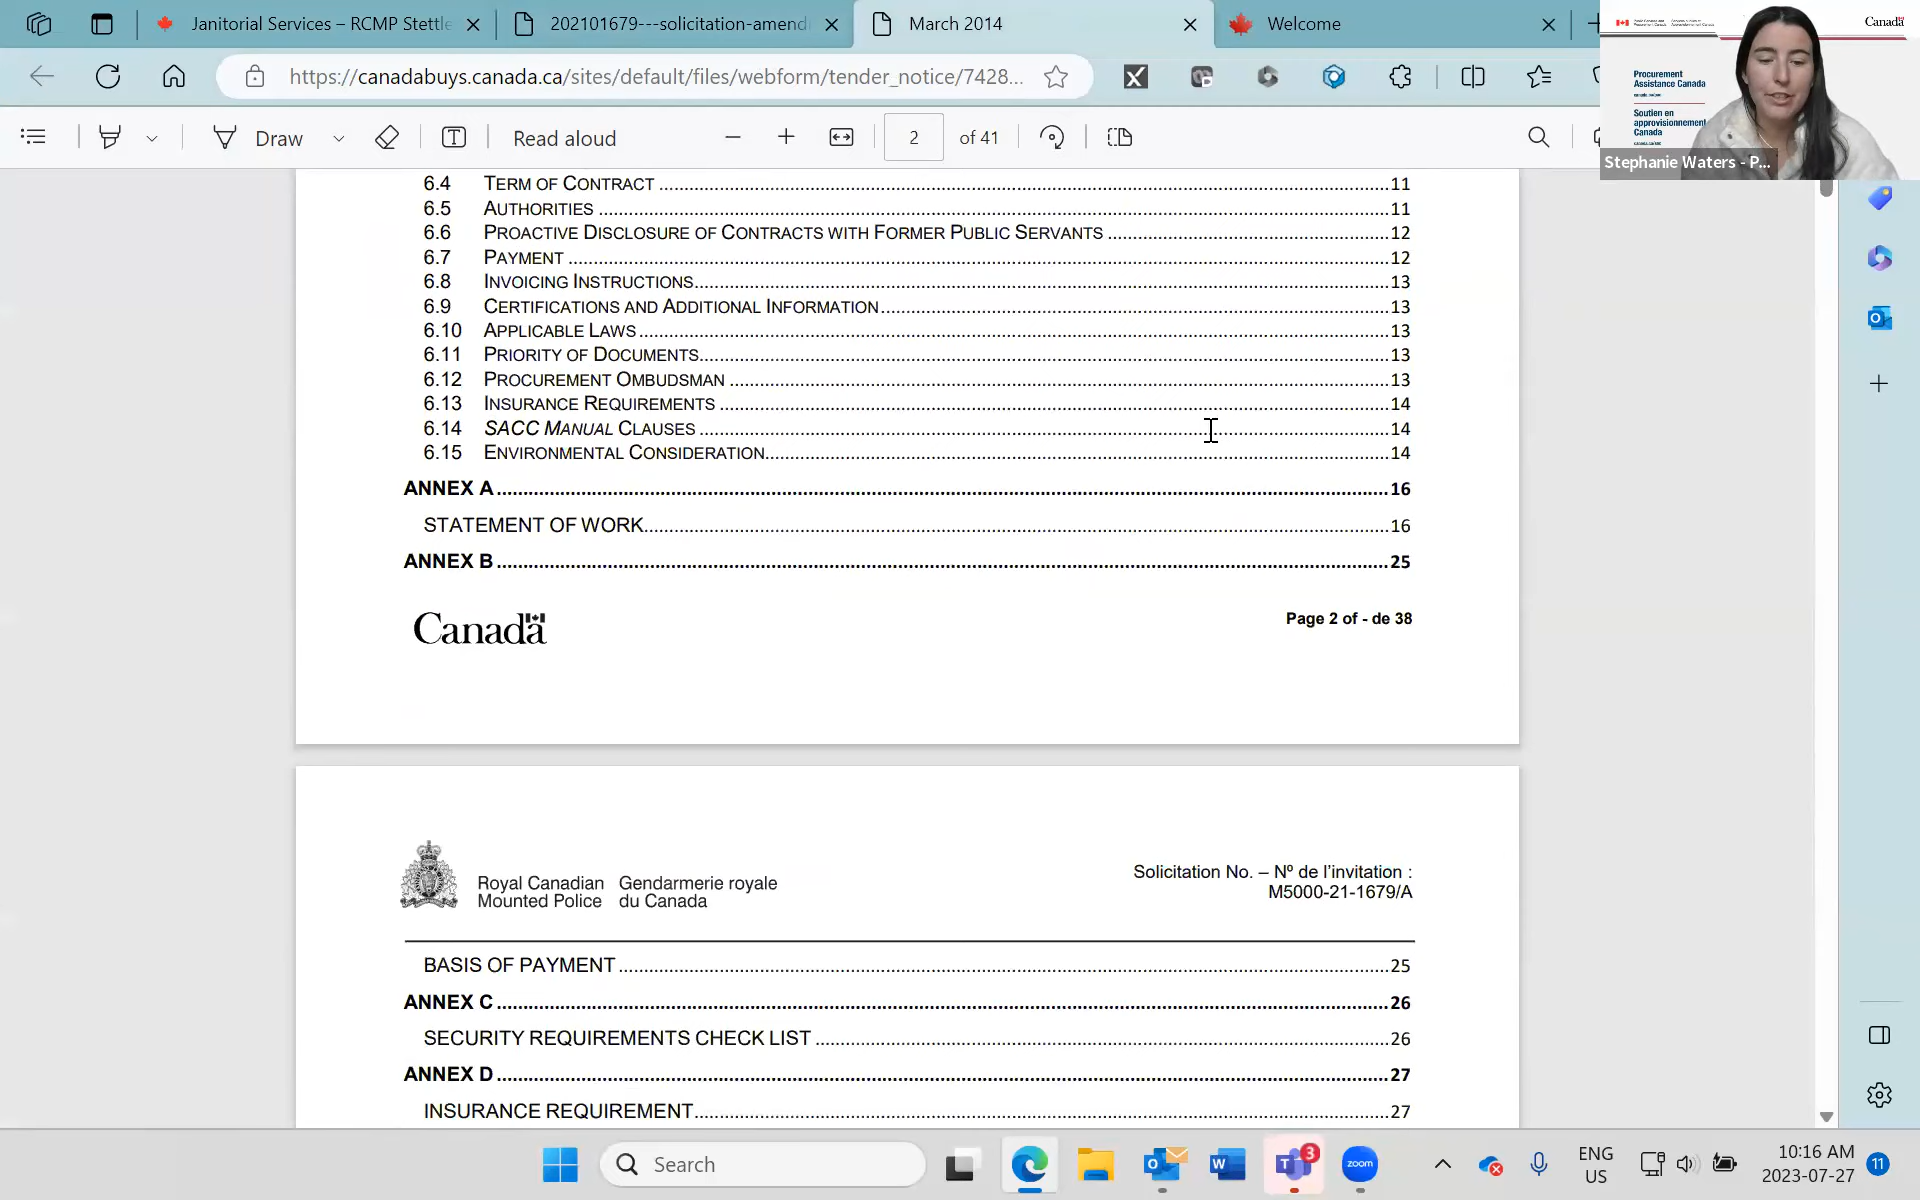 Janitorial Services – RCMP Stettle
202101679---solicitation-amend
March 2014
Welcome
https://canadabuys.canada.ca/sites/default/files/webform/tender_notice/7428...
Draw
Read aloud
2
of 41
Canada
Procurement
Assistance Canada
Soutien en
approvisionnement
Canada
Stephanie Waters - P...
6.4 TERM OF CONTRACT ........ 11
6.5 AUTHORITIES ........ 11
6.6 PROACTIVE DISCLOSURE OF CONTRACTS WITH FORMER PUBLIC SERVANTS ........ 12
6.7 PAYMENT ........ 12
6.8 INVOICING INSTRUCTIONS ........ 13
6.9 CERTIFICATIONS AND ADDITIONAL INFORMATION ........ 13
6.10 APPLICABLE LAWS ........ 13
6.11 PRIORITY OF DOCUMENTS ........ 13
6.12 PROCUREMENT OMBUDSMAN ........ 13
6.13 INSURANCE REQUIREMENTS ........ 14
6.14 SACC MANUAL CLAUSES ........ 14
6.15 ENVIRONMENTAL CONSIDERATION ........ 14
ANNEX A ........ 16
STATEMENT OF WORK ........ 16
ANNEX B ........ 25
Canada
Page 2 of - de 38
Royal Canadian Gendarmerie royale
Mounted Police du Canada
Solicitation No. – Nº de l'invitation :
M5000-21-1679/A
BASIS OF PAYMENT ........ 25
ANNEX C ........ 26
SECURITY REQUIREMENTS CHECK LIST ........ 26
ANNEX D ........ 27
INSURANCE REQUIREMENT ........ 27
Search
3
zoom
ENG
US
10:16 AM
2023-07-27
11